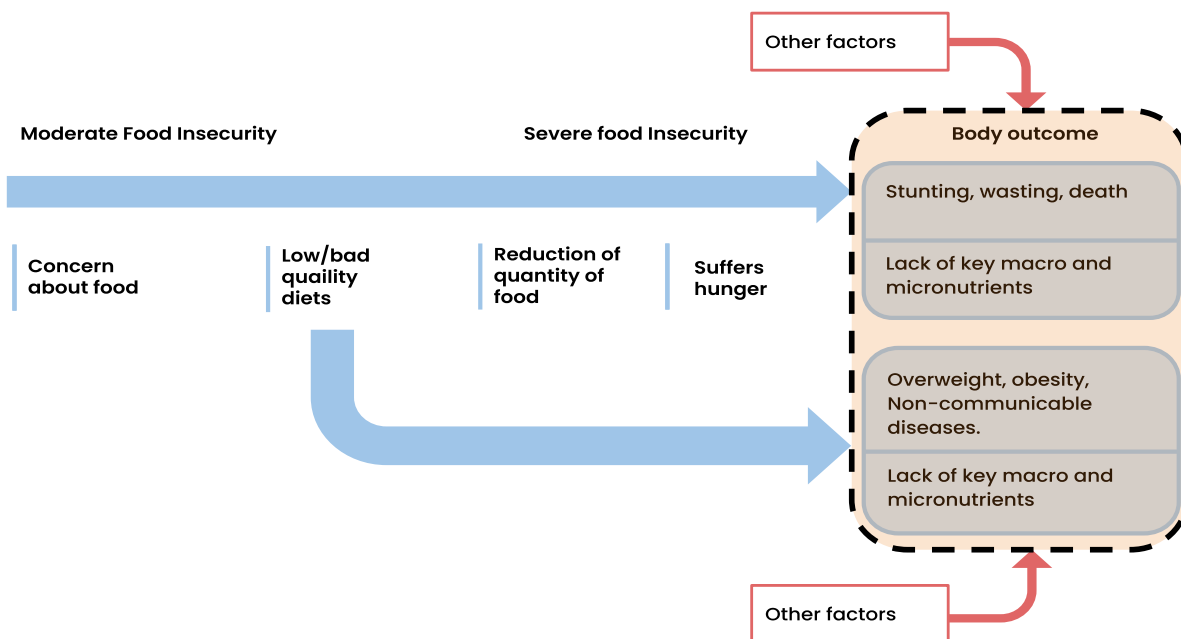 Other factors
Moderate Food Insecurity
Severe food Insecurity
Body outcome
Stunting, wasting, death
Concern
about food
Low/bad
quaility
diets
Reduction of
quantity of
food
Suffers
hunger
Lack of key macro and
micronutrients
Overweight, obesity,
Non-communicable
diseases.
Lack of key macro and
micronutrients
Other factors